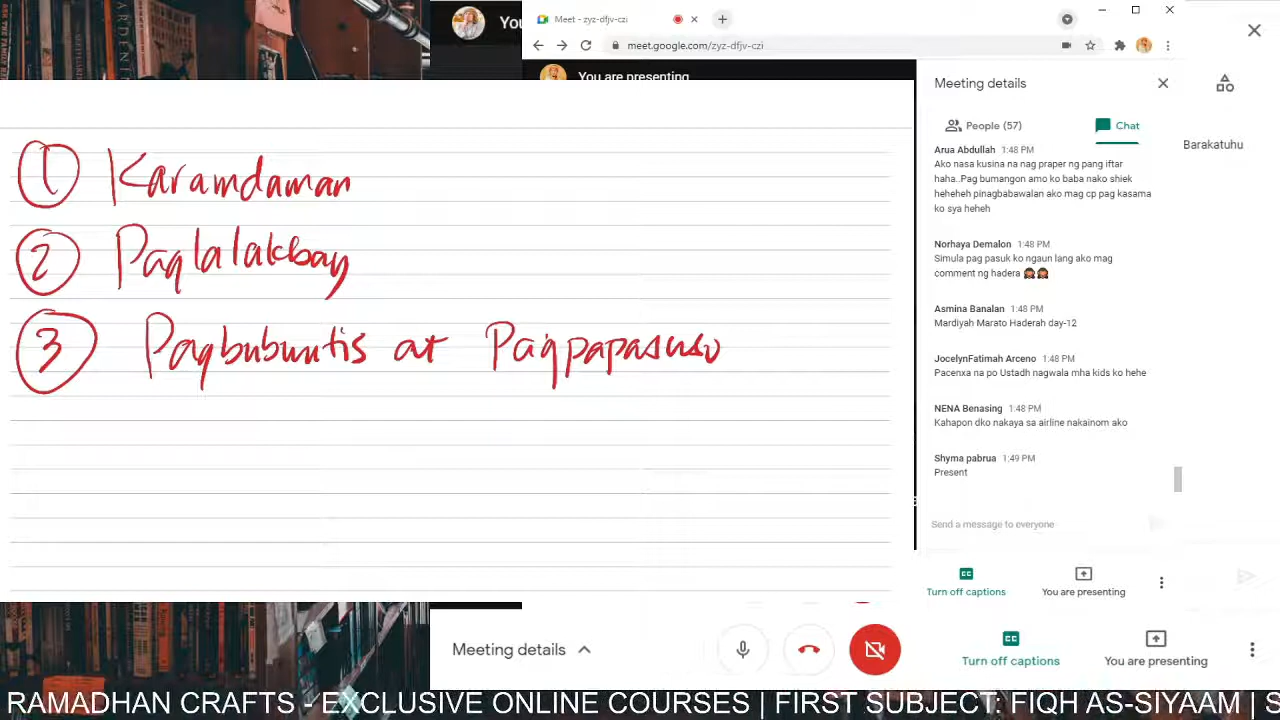 ARDENTI
You
Meet - zyz-dfjv-czi
meet.google.com/zyz-dfjv-czi
You are presenting
Meeting details
People (57)
Chat
Barakatuhu
Arua Abdullah 1:48 PM
Ako nasa kusina na nag praper ng pang iftar
haha..Pag bumangon amo ko baba nako shiek
heheheh pinagbabawalan ako mag cp pag kasama
ko sya heheh
Norhaya Demalon 1:48 PM
Simula pag pasuk ko ngaun lang ako mag
comment ng hadera
Asmina Banalan 1:48 PM
Mardiyah Marato Haderah day-12
JocelynFatimah Arceno 1:48 PM
Pacenxa na po Ustadh nagwala mha kids ko hehe
NENA Benasing 1:48 PM
Kahapon dko nakaya sa airline nakainom ako
Shyma pabrua 1:49 PM
Present
Send a message to everyone
Turn off captions
You are presenting
1 Karamdaman
2 Paglalakbay
3 Pagbubuntis at Pagpapasuso
Meeting details
Turn off captions
You are presenting
RAMADHAN CRAFTS - EXCLUSIVE ONLINE COURSES | FIRST SUBJECT: FIQH AS-SIYAAM | S